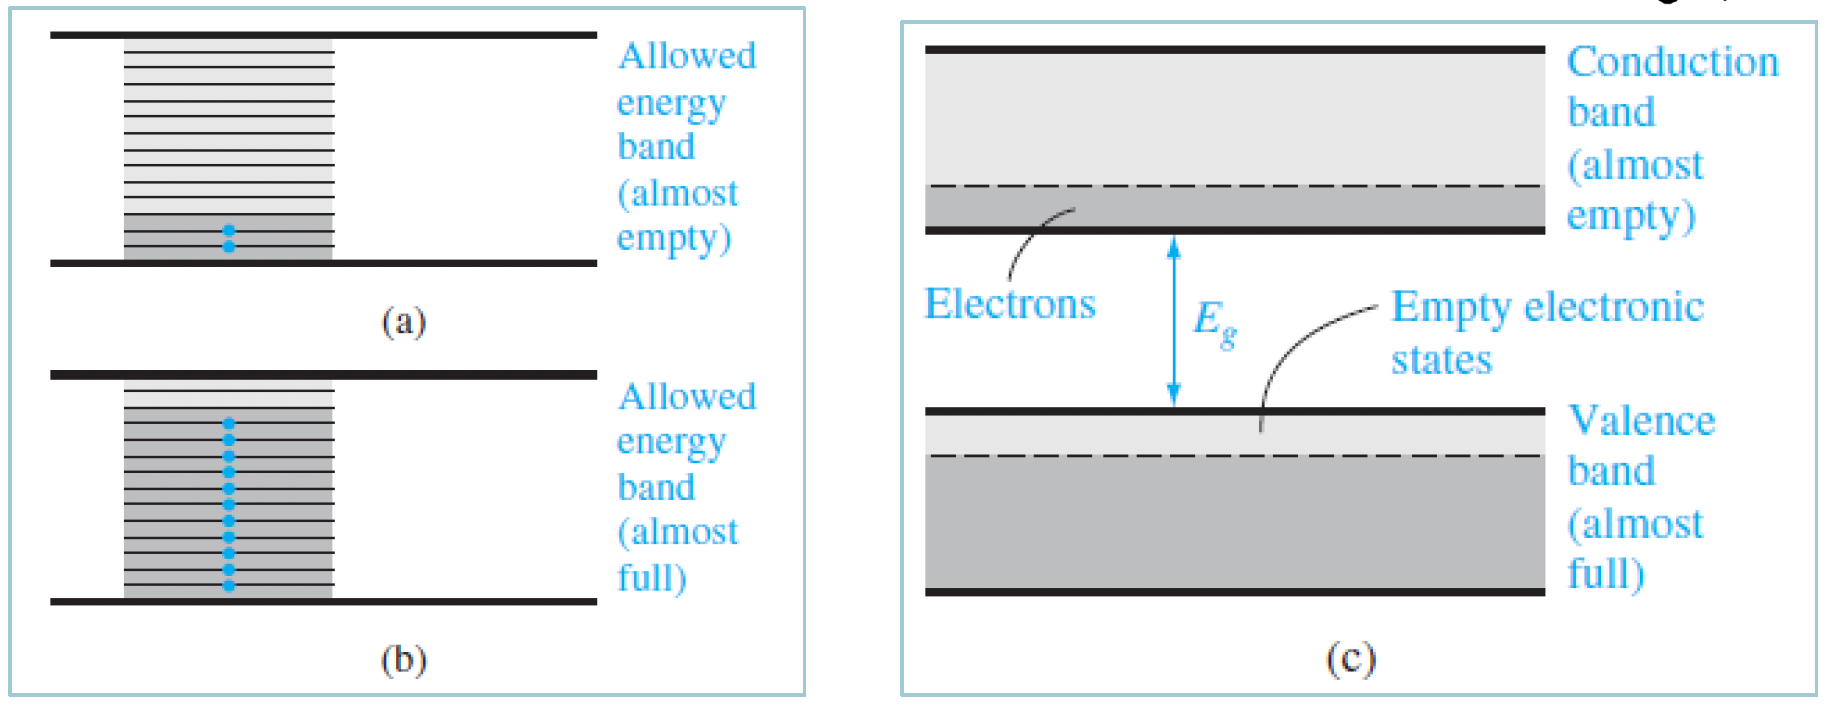 Allowed
energy
band
(almost
empty)
(a)
Allowed
energy
band
(almost
full)
(b)
Conduction
band
(almost
empty)
Electrons
E_g
Empty electronic
states
Valence
band
(almost
full)
(c)